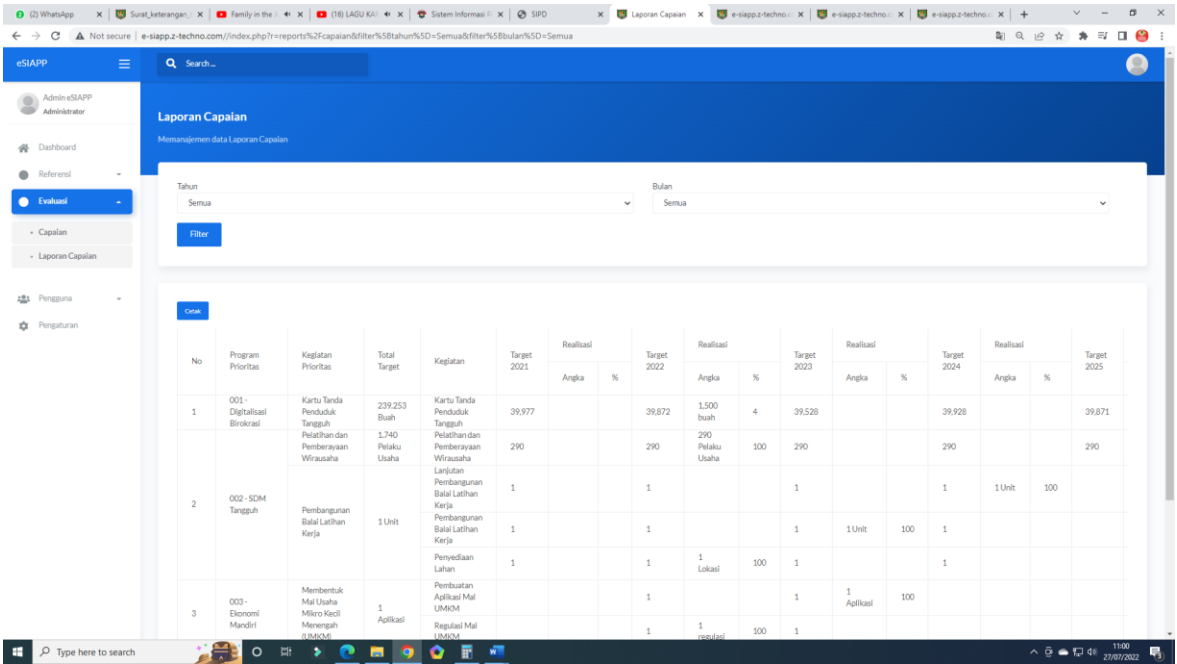 (2) WhatsApp
Surat_keterangan_
Family in the
(16) LAGU KA
Sistem Informasi
SIPD
Laporan Capaian
e-siapp.z-techno.c
e-siapp.z-techno.c
e-siapp.z-techno.c
Not secure | e-siapp.z-techno.com//index.php?r=reports%2Fcapaian&filter%5Btahun%5D=Semua&filter%5Bbulan%5D=Semua
eSIAPP
Search...
Admin eSIAPP
Administrator
Dashboard
Referensi
Evaluasi
Capaian
Laporan Capaian
Pengguna
Pengaturan
Laporan Capaian
Memanajemen data Laporan Capaian
Tahun
Bulan
Semua
Semua
Filter
Cetak
No Program Prioritas Kegiatan Prioritas Total Target Kegiatan Target 2021 Realisasi Angka % Target 2022 Realisasi Angka % Target 2023 Realisasi Angka % Target 2024 Realisasi Angka % Target 2025
1 001 - Digitalisasi Birokrasi Kartu Tanda Penduduk Tangguh 239,253 Buah Kartu Tanda Penduduk Tangguh 39,977 39,872 1,500 buah 4 39,528 39,928 39,871
2 002 - SDM Tangguh Pelatihan dan Pemberayaan Wirausaha 1,740 Pelaku Usaha Pelatihan dan Pemberayaan Wirausaha 290 290 290 Pelaku Usaha 100 290 290 290
Pembangunan Balai Latihan Kerja 1 Unit Lanjutan Pembangunan Balai Latihan Kerja 1 1 1 1 1 Unit 100
Pembangunan Balai Latihan Kerja 1 1 1 1 Unit 100 1
Penyediaan Lahan 1 1 1 Lokasi 100 1 1
3 003 - Ekonomi Mandiri Membentuk Mal Usaha Mikro Kecil Menengah (UMKM) 1 Aplikasi Pembuatan Aplikasi Mal UMKM 1 1 1 Aplikasi 100
Regulasi Mal UMKM 1 1 regulasi 100 1
Type here to search
11:00
27/07/2022